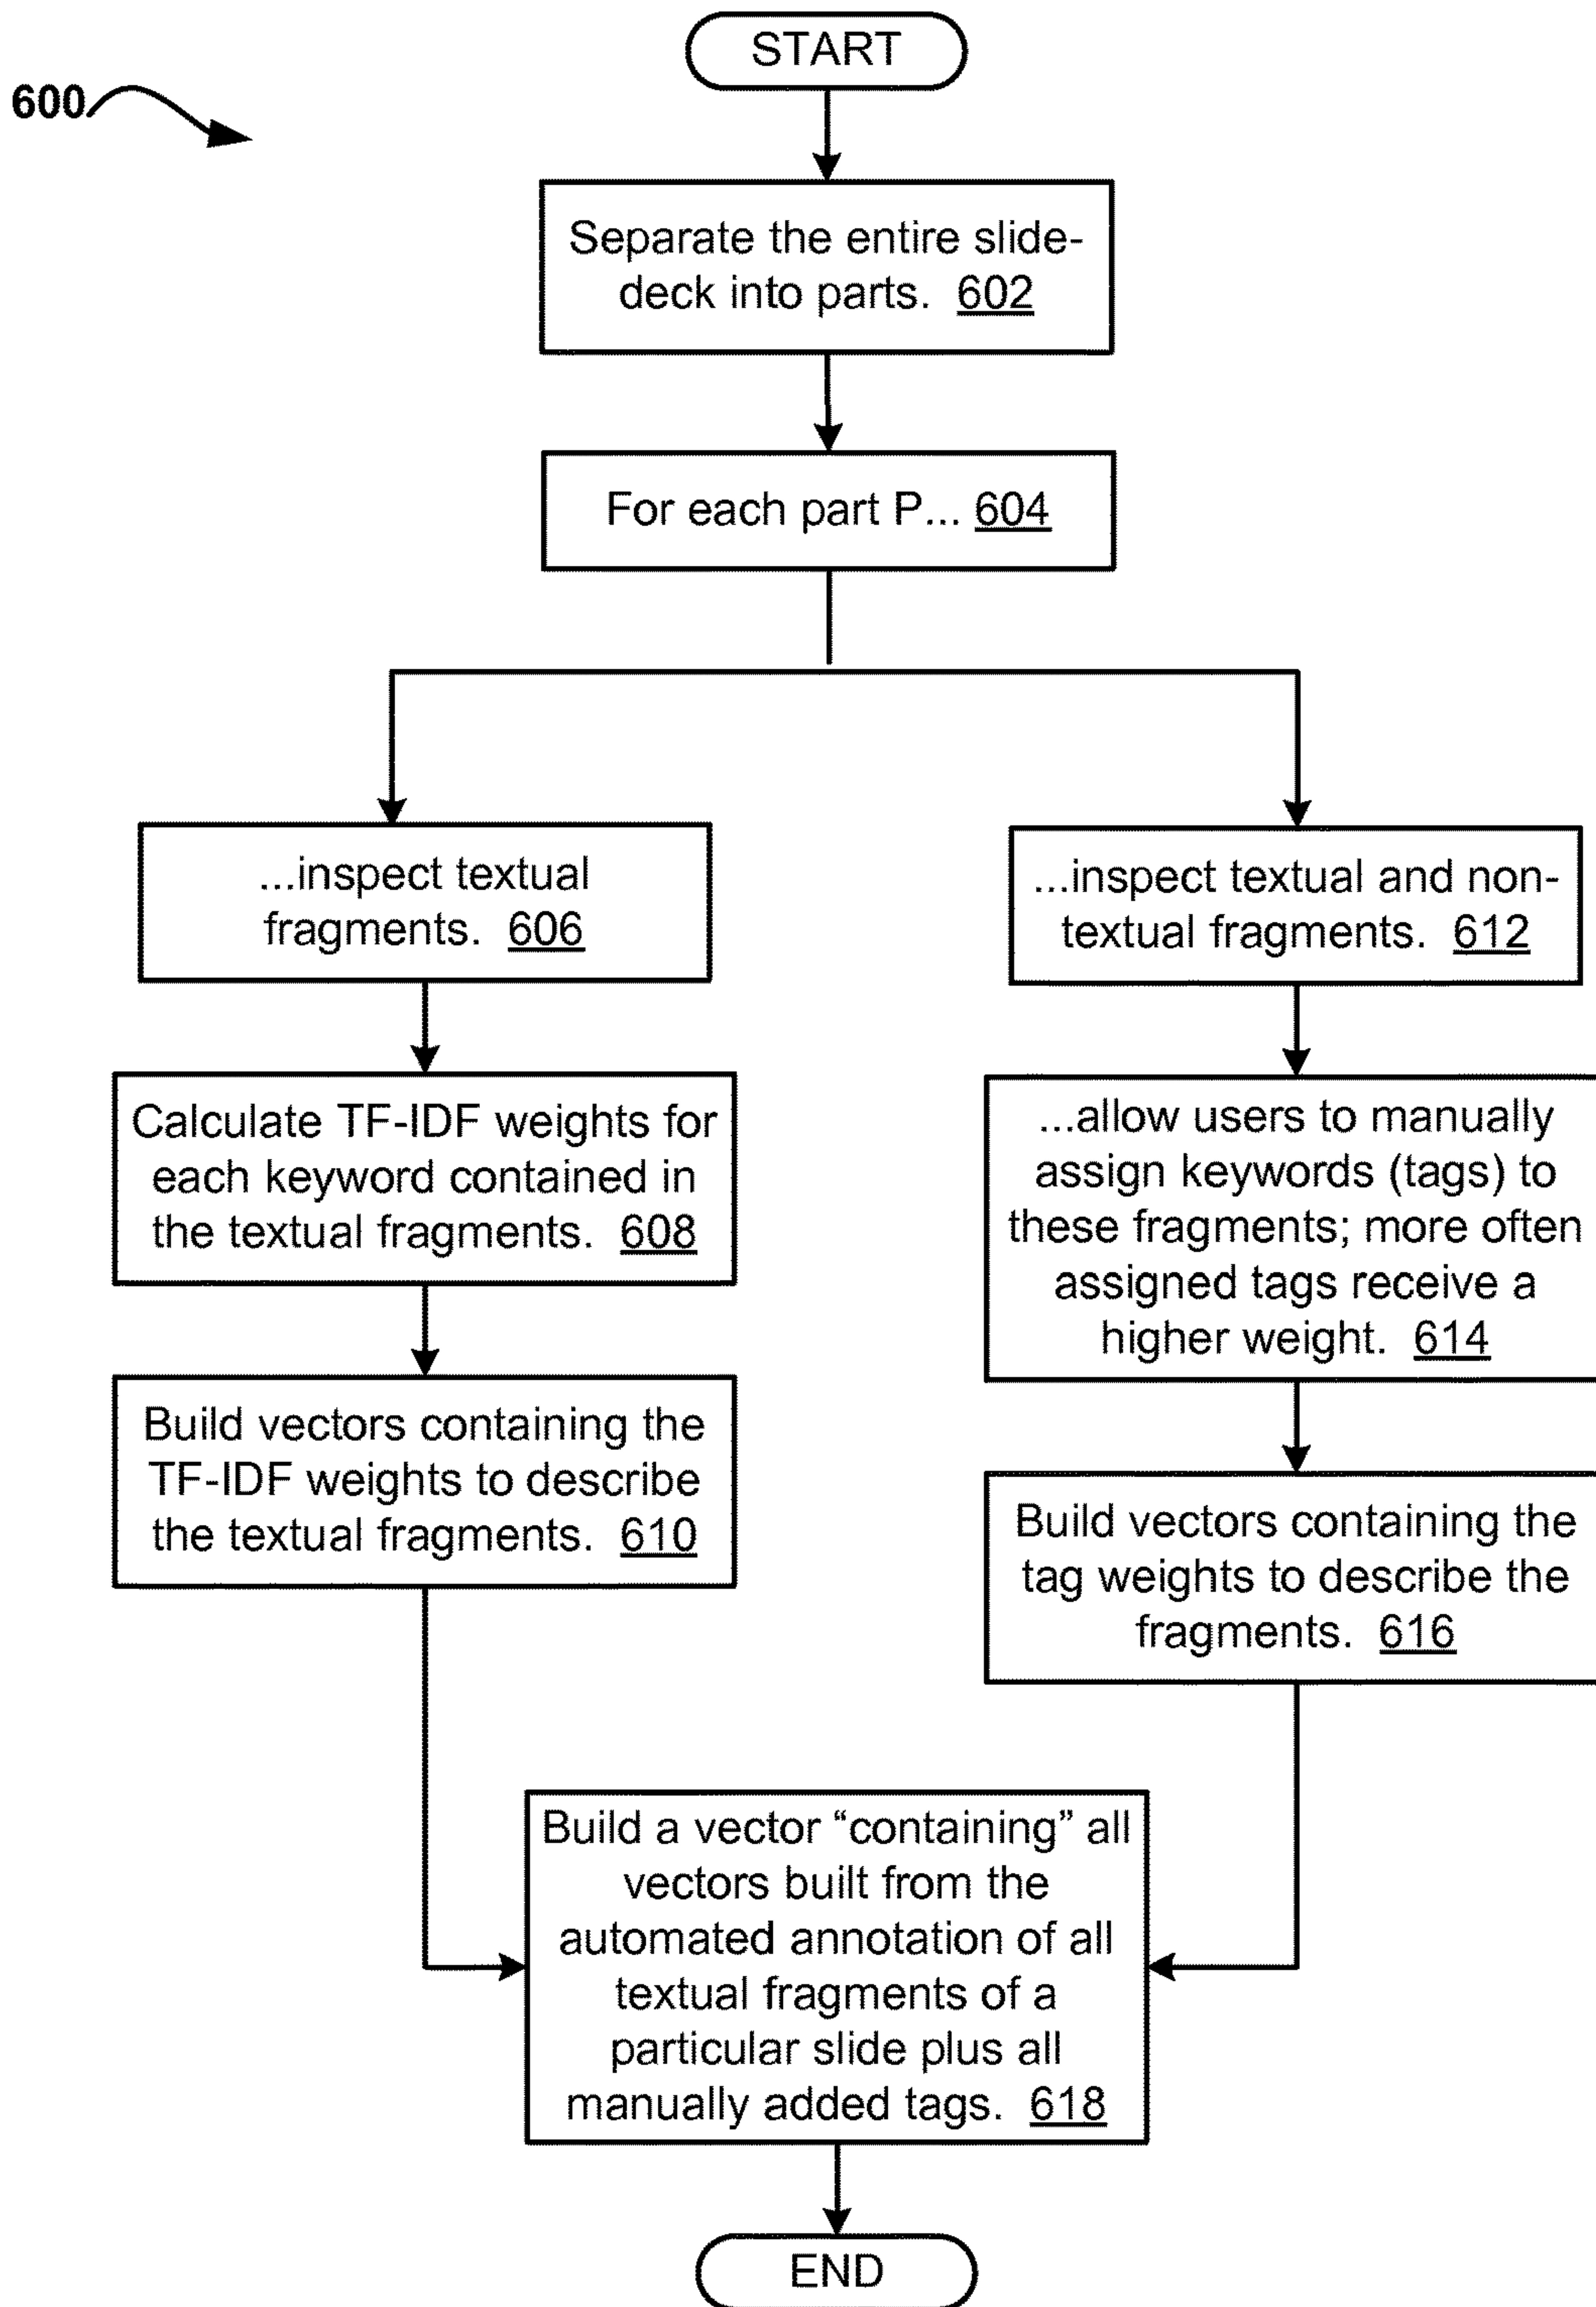 START
600
Separate the entire slide-
deck into parts. 602
For each part P... 604
...inspect textual
fragments. 606
Calculate TF-IDF weights for
each keyword contained in
the textual fragments. 608
Build vectors containing the
TF-IDF weights to describe
the textual fragments. 610
...inspect textual and non-
textual fragments. 612
...allow users to manually
assign keywords (tags) to
these fragments; more often
assigned tags receive a
higher weight. 614
Build vectors containing the
tag weights to describe the
fragments. 616
Build a vector “containing” all
vectors built from the
automated annotation of all
textual fragments of a
particular slide plus all
manually added tags. 618
END